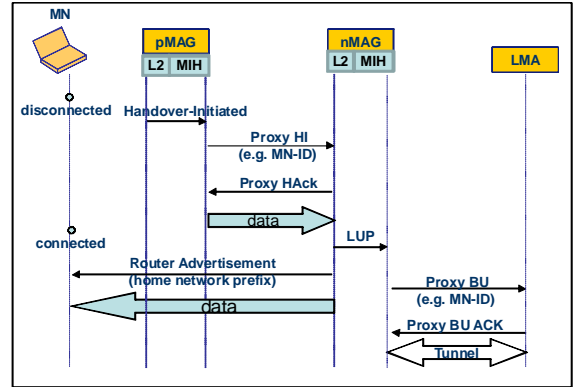 MN
pMAG
nMAG
L2 MIH
L2 MIH
LMA
disconnected
Handover-Initiated
Proxy HI
(e.g. MN-ID)
Proxy HAck
data
connected
LUP
Router Advertisement
(home network prefix)
Proxy BU
(e.g. MN-ID)
data
Proxy BU ACK
Tunnel